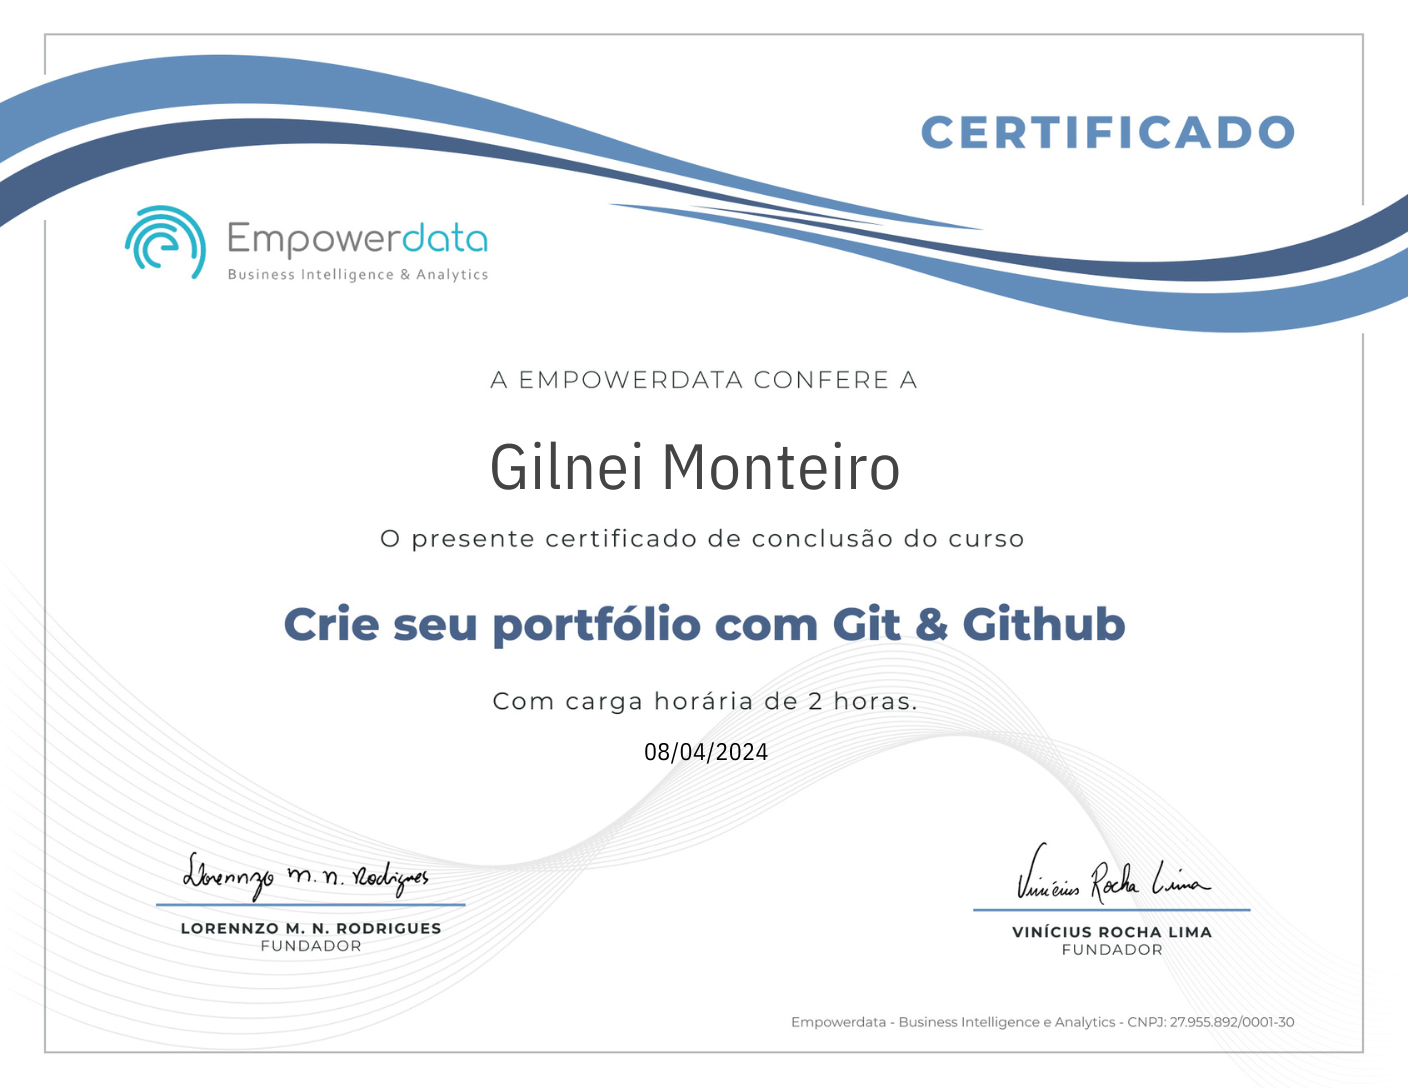 CERTIFICADO
Empowerdata
Business Intelligence & Analytics
A EMPOWERDATA CONFERE A
Gilnei Monteiro
O presente certificado de conclusão do curso
Crie seu portfólio com Git & Github
Com carga horária de 2 horas.
08/04/2024
Lorennzo M. N. Rodrigues
LORENNZO M. N. RODRIGUES
FUNDADOR
Vinícius Rocha Lima
VINÍCIUS ROCHA LIMA
FUNDADOR
Empowerdata - Business Intelligence e Analytics - CNPJ: 27.955.892/0001-30